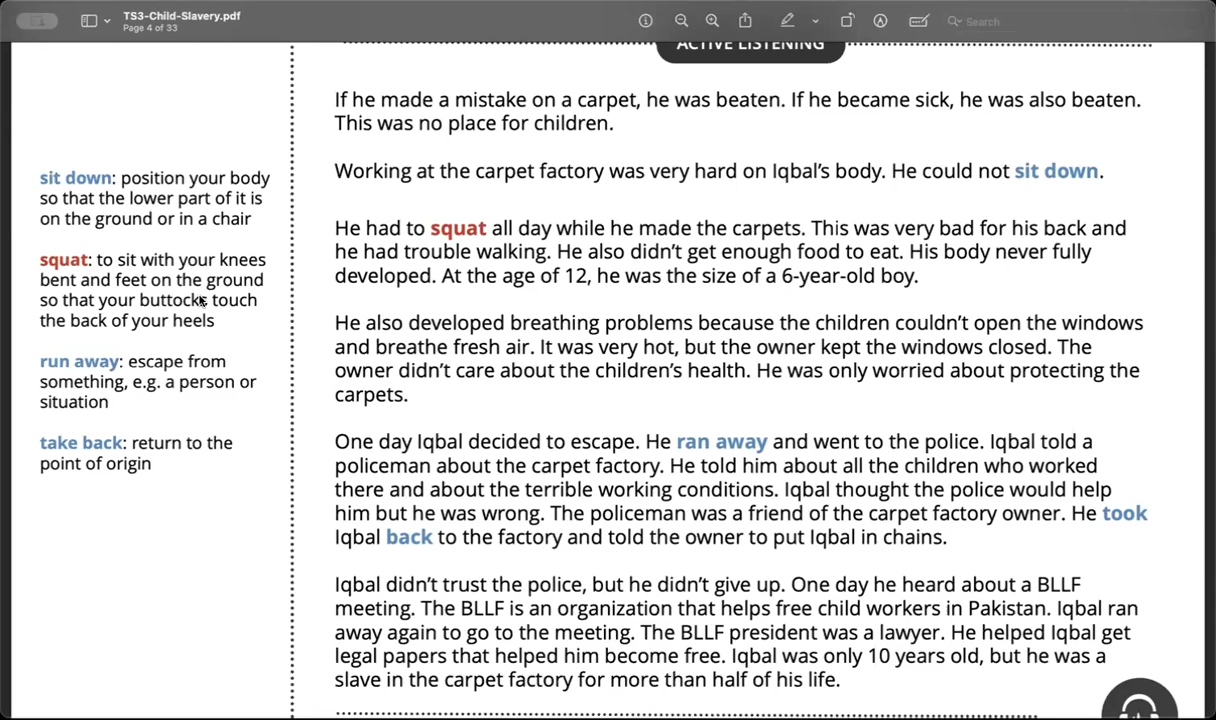 TS3-Child-Slavery.pdf
Page 4 of 33
Search
ACTIVE LISTENING
If he made a mistake on a carpet, he was beaten. If he became sick, he was also beaten.
This was no place for children.
Working at the carpet factory was very hard on Iqbal's body. He could not sit down.
He had to squat all day while he made the carpets. This was very bad for his back and
he had trouble walking. He also didn't get enough food to eat. His body never fully
developed. At the age of 12, he was the size of a 6-year-old boy.
He also developed breathing problems because the children couldn't open the windows
and breathe fresh air. It was very hot, but the owner kept the windows closed. The
owner didn't care about the children's health. He was only worried about protecting the
carpets.
One day Iqbal decided to escape. He ran away and went to the police. Iqbal told a
policeman about the carpet factory. He told him about all the children who worked
there and about the terrible working conditions. Iqbal thought the police would help
him but he was wrong. The policeman was a friend of the carpet factory owner. He took
Iqbal back to the factory and told the owner to put Iqbal in chains.
Iqbal didn't trust the police, but he didn't give up. One day he heard about a BLLF
meeting. The BLLF is an organization that helps free child workers in Pakistan. Iqbal ran
away again to go to the meeting. The BLLF president was a lawyer. He helped Iqbal get
legal papers that helped him become free. Iqbal was only 10 years old, but he was a
slave in the carpet factory for more than half of his life.
sit down: position your body
so that the lower part of it is
on the ground or in a chair
squat: to sit with your knees
bent and feet on the ground
so that your buttocks touch
the back of your heels
run away: escape from
something, e.g. a person or
situation
take back: return to the
point of origin